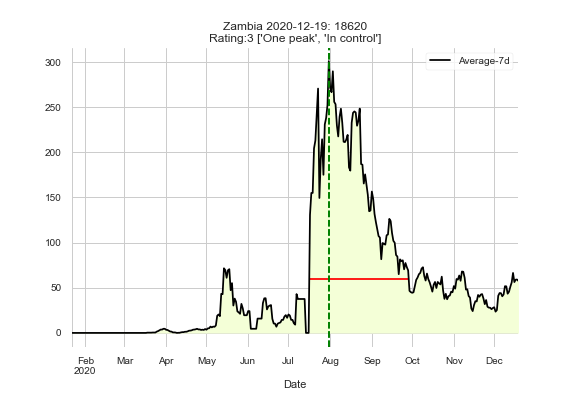 Zambia 2020-12-19: 18620
Rating:3 ['One peak', 'In control']
Average-7d
300
250
200
150
100
50
0
Feb Mar Apr May Jun Jul Aug Sep Oct Nov Dec
2020
Date